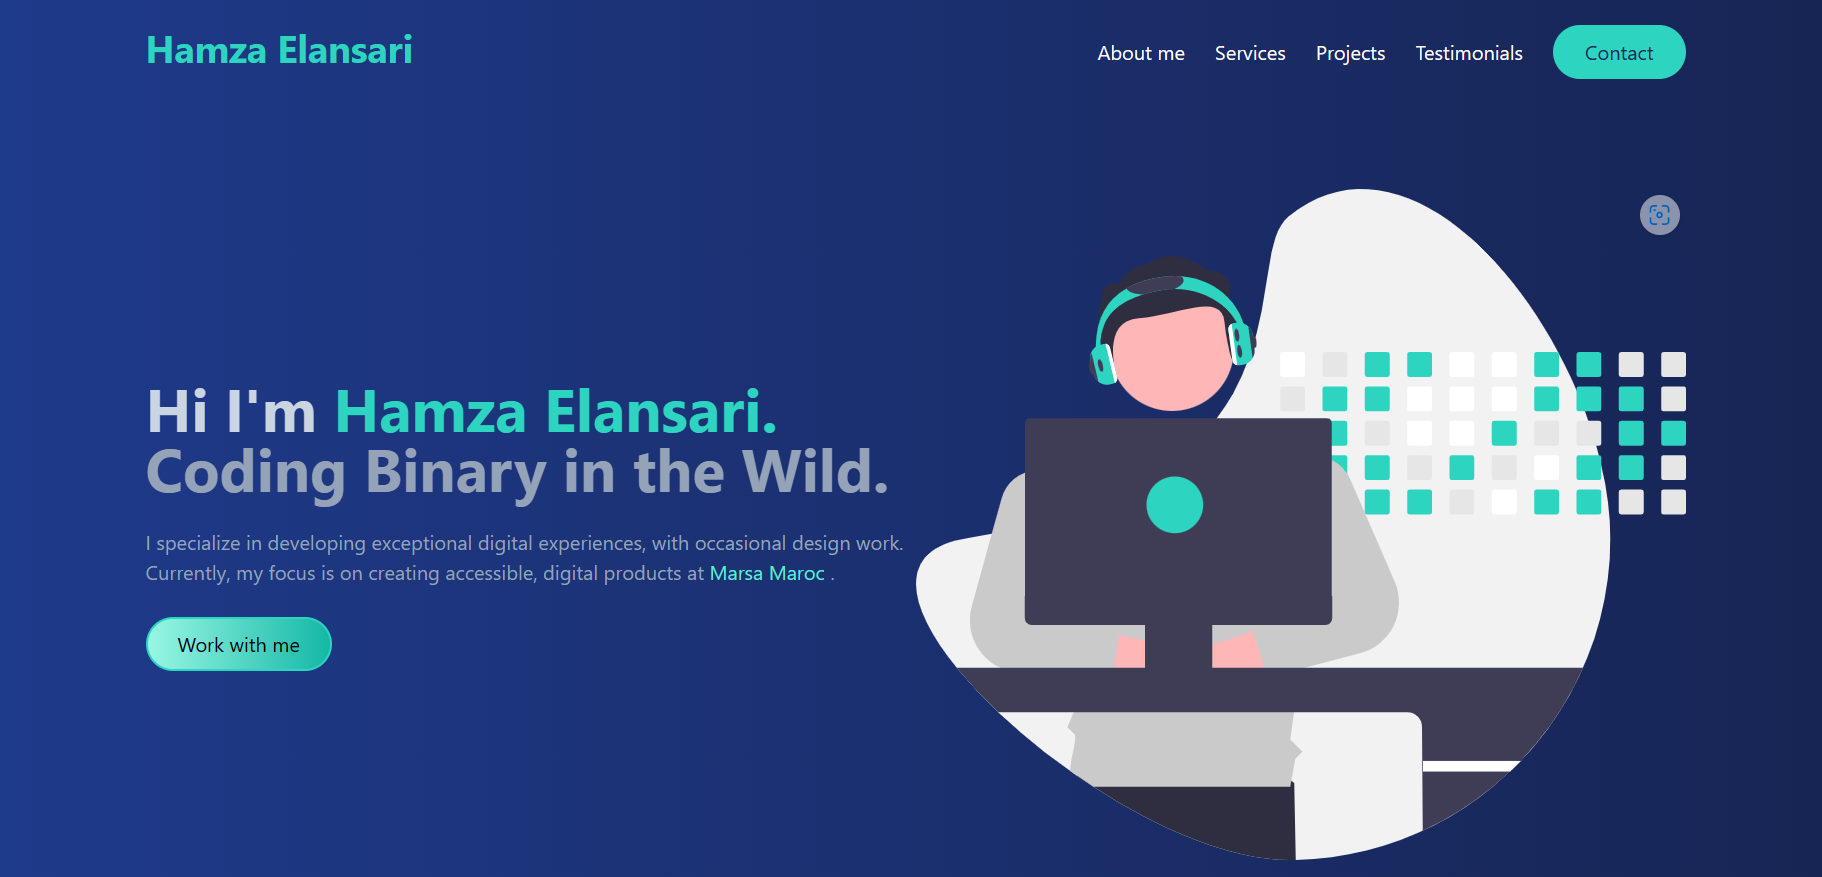 Hamza Elansari
About me
Services
Projects
Testimonials
Contact
Hi I'm Hamza Elansari.
Coding Binary in the Wild.
I specialize in developing exceptional digital experiences, with occasional design work.
Currently, my focus is on creating accessible, digital products at Marsa Maroc .
Work with me